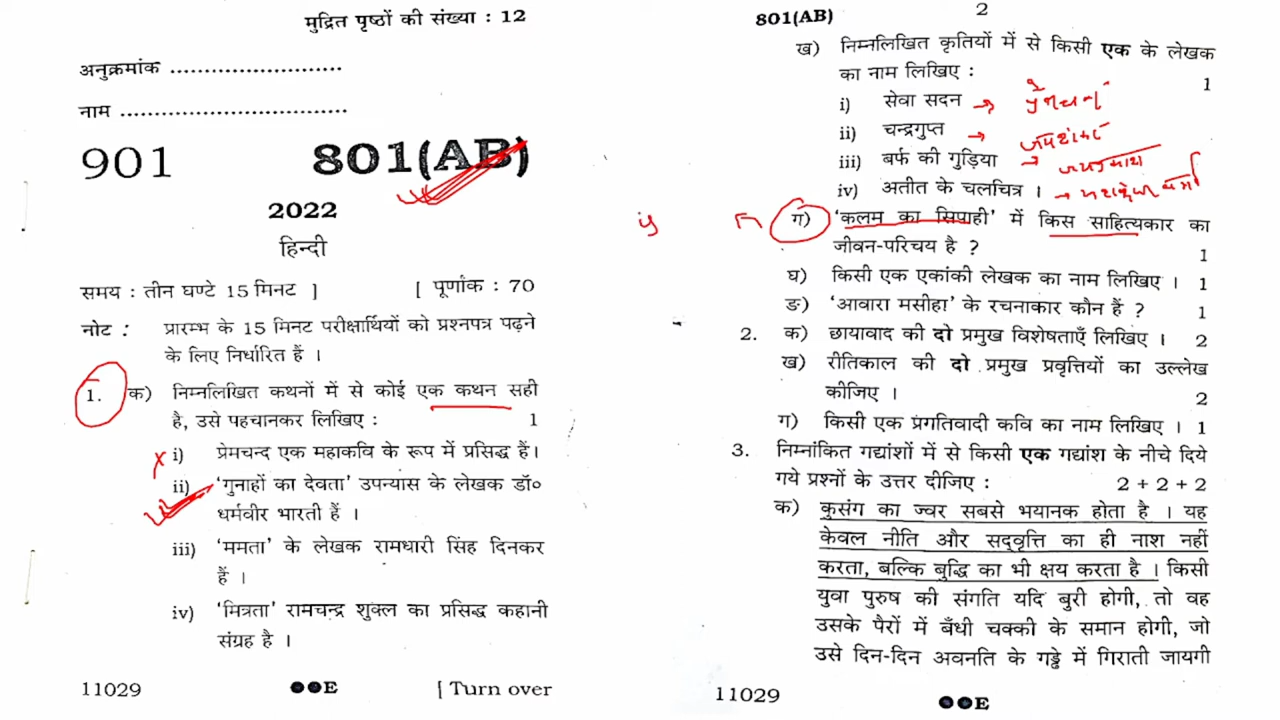 मुद्रित पृष्ठों की संख्या : 12
अनुक्रमांक ..........................
नाम ...................................
901
801(AB)
2022
हिन्दी
समय : तीन घण्टे 15 मिनट ]
[ पूर्णांक : 70
नोट :
प्रारम्भ के 15 मिनट परीक्षार्थियों को प्रश्नपत्र पढ़ने
के लिए निर्धारित हैं ।
1. क) निम्नलिखित कथनों में से कोई एक कथन सही
है, उसे पहचानकर लिखिए : 1
i) प्रेमचन्द एक महाकवि के रूप में प्रसिद्ध हैं।
ii) 'गुनाहों का देवता' उपन्यास के लेखक डॉ०
धर्मवीर भारती हैं ।
iii) 'ममता' के लेखक रामधारी सिंह दिनकर
हैं ।
iv) 'मित्रता' रामचन्द्र शुक्ल का प्रसिद्ध कहानी
संग्रह है ।
11029
E
[ Turn over
801(AB)
2
ख) निम्नलिखित कृतियों में से किसी एक के लेखक
का नाम लिखिए : 1
i) सेवा सदन
ii) चन्द्रगुप्त
iii) बर्फ की गुड़िया
iv) अतीत के चलचित्र ।
ग) 'कलम का सिपाही' में किस साहित्यकार का
जीवन-परिचय है ? 1
घ) किसी एक एकांकी लेखक का नाम लिखिए । 1
ङ) 'आवारा मसीहा' के रचनाकार कौन हैं ? 1
2. क) छायावाद की दो प्रमुख विशेषताएँ लिखिए । 2
ख) रीतिकाल की दो प्रमुख प्रवृत्तियों का उल्लेख
कीजिए । 2
ग) किसी एक प्रगतिवादी कवि का नाम लिखिए । 1
3. निम्नांकित गद्यांशों में से किसी एक गद्यांश के नीचे दिये
गये प्रश्नों के उत्तर दीजिए : 2 + 2 + 2
क) कुसंग का ज्वर सबसे भयानक होता है । यह
केवल नीति और सद्‌वृत्ति का ही नाश नहीं
करता, बल्कि बुद्धि का भी क्षय करता है । किसी
युवा पुरुष की संगति यदि बुरी होगी, तो वह
उसके पैरों में बँधी चक्की के समान होगी, जो
उसे दिन-दिन अवनति के गड्ढे में गिराती जायगी
11029
E